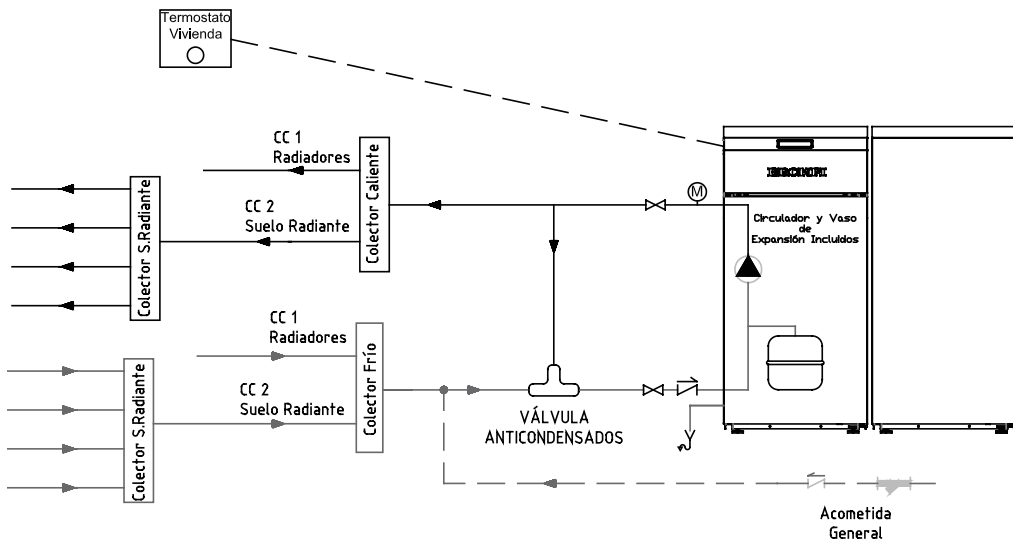 Termostato
Vivienda
CC 1
Radiadores
CC 2
Suelo Radiante
Colector S.Radiante
Colector Caliente
M
Circulador y Vaso
de
Expansión Incluidos
CC 1
Radiadores
CC 2
Suelo Radiante
Colector S.Radiante
Colector Frío
VÁLVULA
ANTICONDENSADOS
Acometida
General